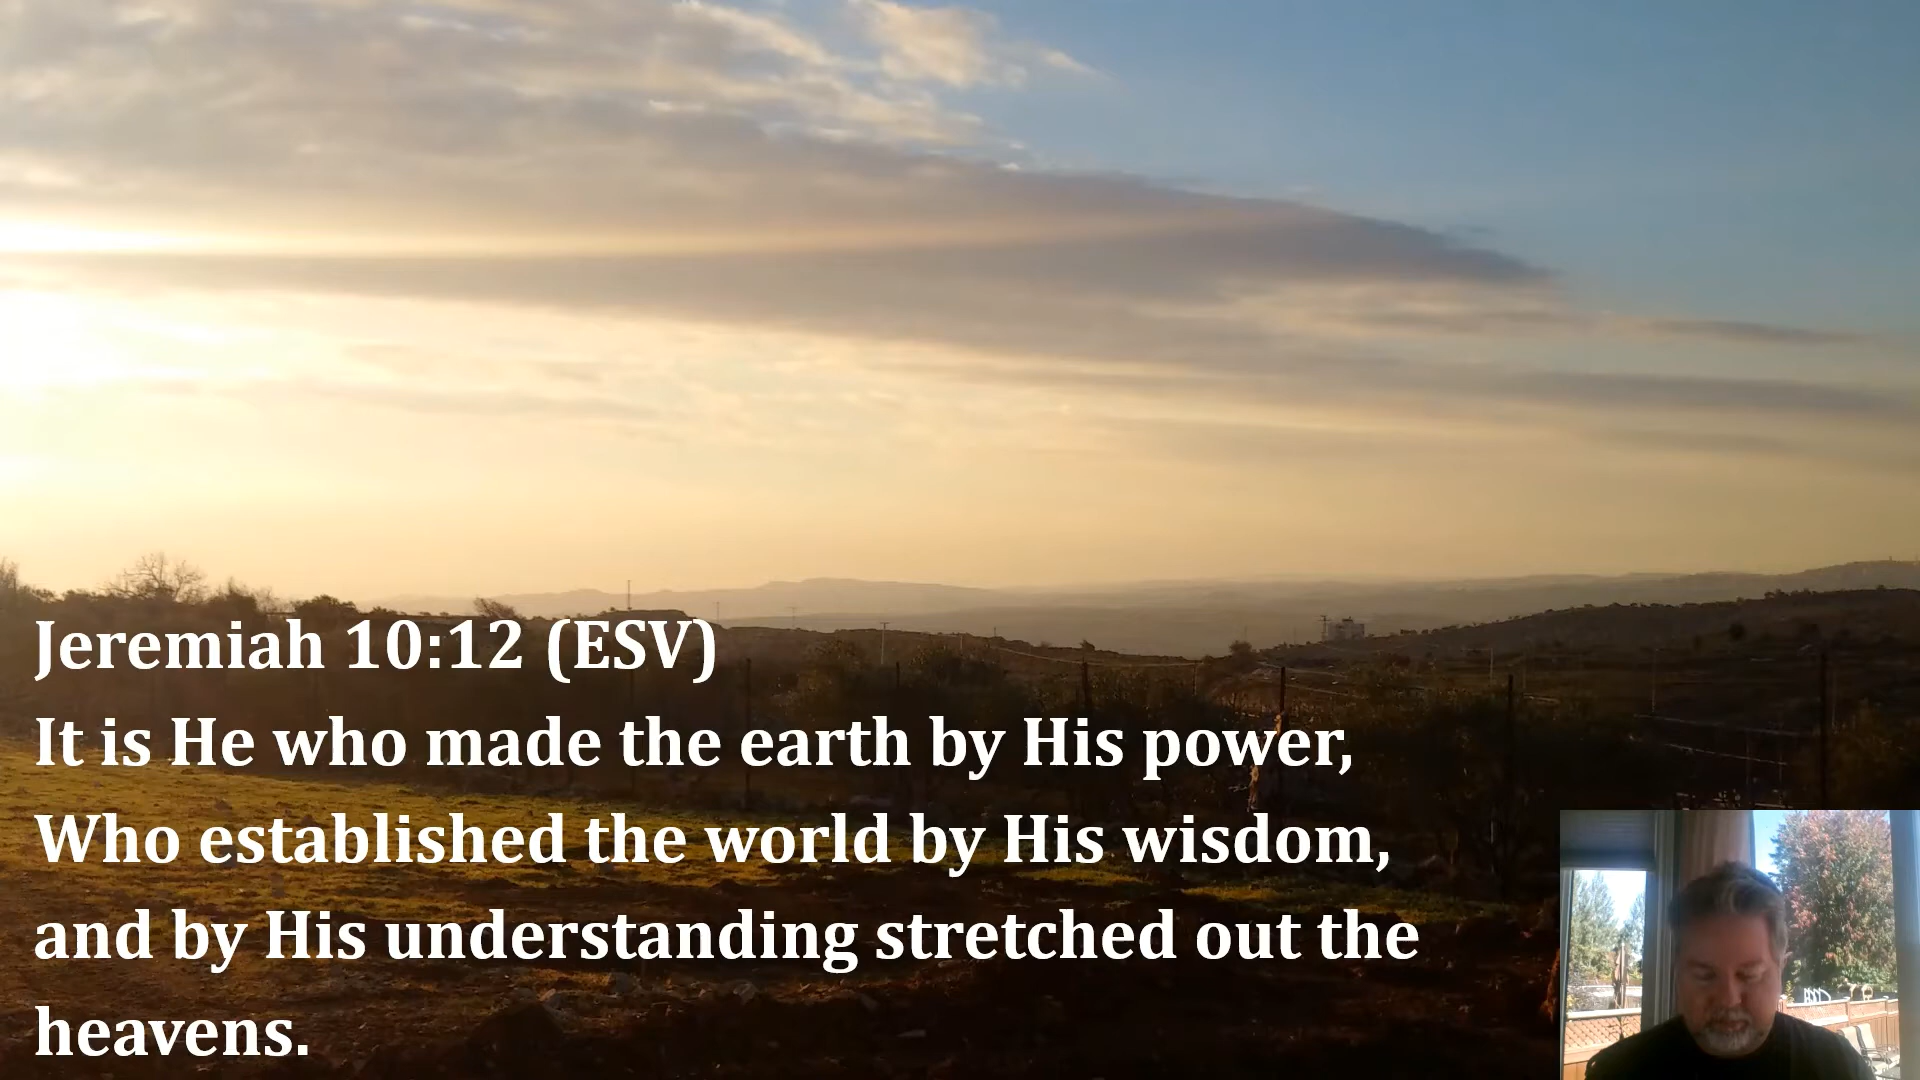 Jeremiah 10:12 (ESV)
It is He who made the earth by His power,
Who established the world by His wisdom,
and by His understanding stretched out the
heavens.